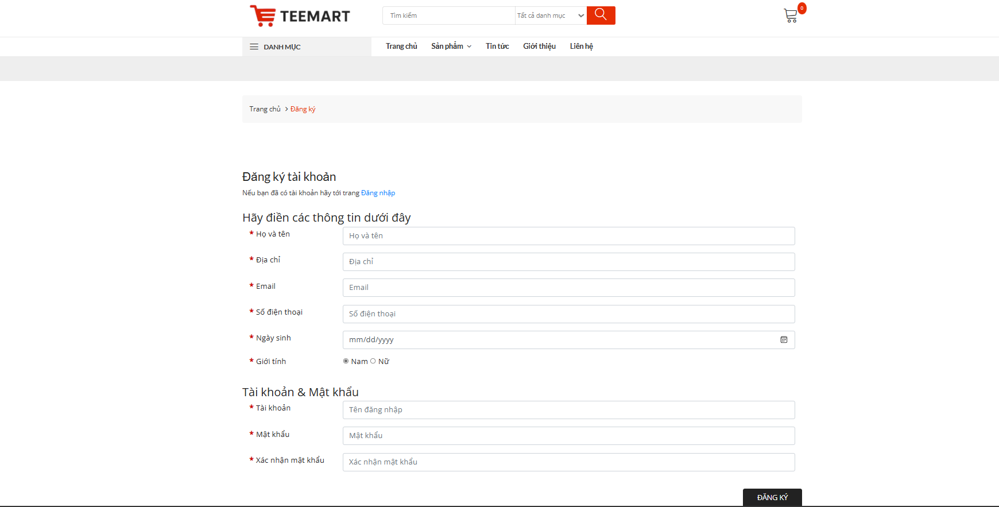 TEEMART
Tìm kiếm
Tất cả danh mục
0
DANH MỤC
Trang chủ
Sản phẩm
Tin tức
Giới thiệu
Liên hệ
Trang chủ > Đăng ký
Đăng ký tài khoản
Nếu bạn đã có tài khoản hãy tới trang Đăng nhập
Hãy điền các thông tin dưới đây
* Họ và tên
Họ và tên
* Địa chỉ
Địa chỉ
* Email
Email
* Số điện thoại
Số điện thoại
* Ngày sinh
mm/dd/yyyy
* Giới tính
Nam Nữ
Tài khoản & Mật khẩu
* Tài khoản
Tên đăng nhập
* Mật khẩu
Mật khẩu
* Xác nhận mật khẩu
Xác nhận mật khẩu
ĐĂNG KÝ